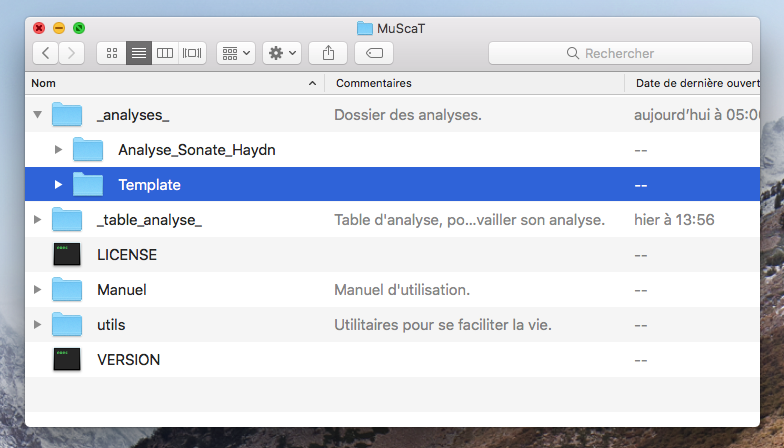 MuScaT
Rechercher
Nom Commentaires Date de dernière ouvert
_analyses_ Dossier des analyses. aujourd’hui à 05:00
Analyse_Sonate_Haydn --
Template --
_table_analyse_ Table d'analyse, po...vailler son analyse. hier à 13:56
LICENSE --
Manuel Manuel d'utilisation. --
utils Utilitaires pour se faciliter la vie. --
VERSION --